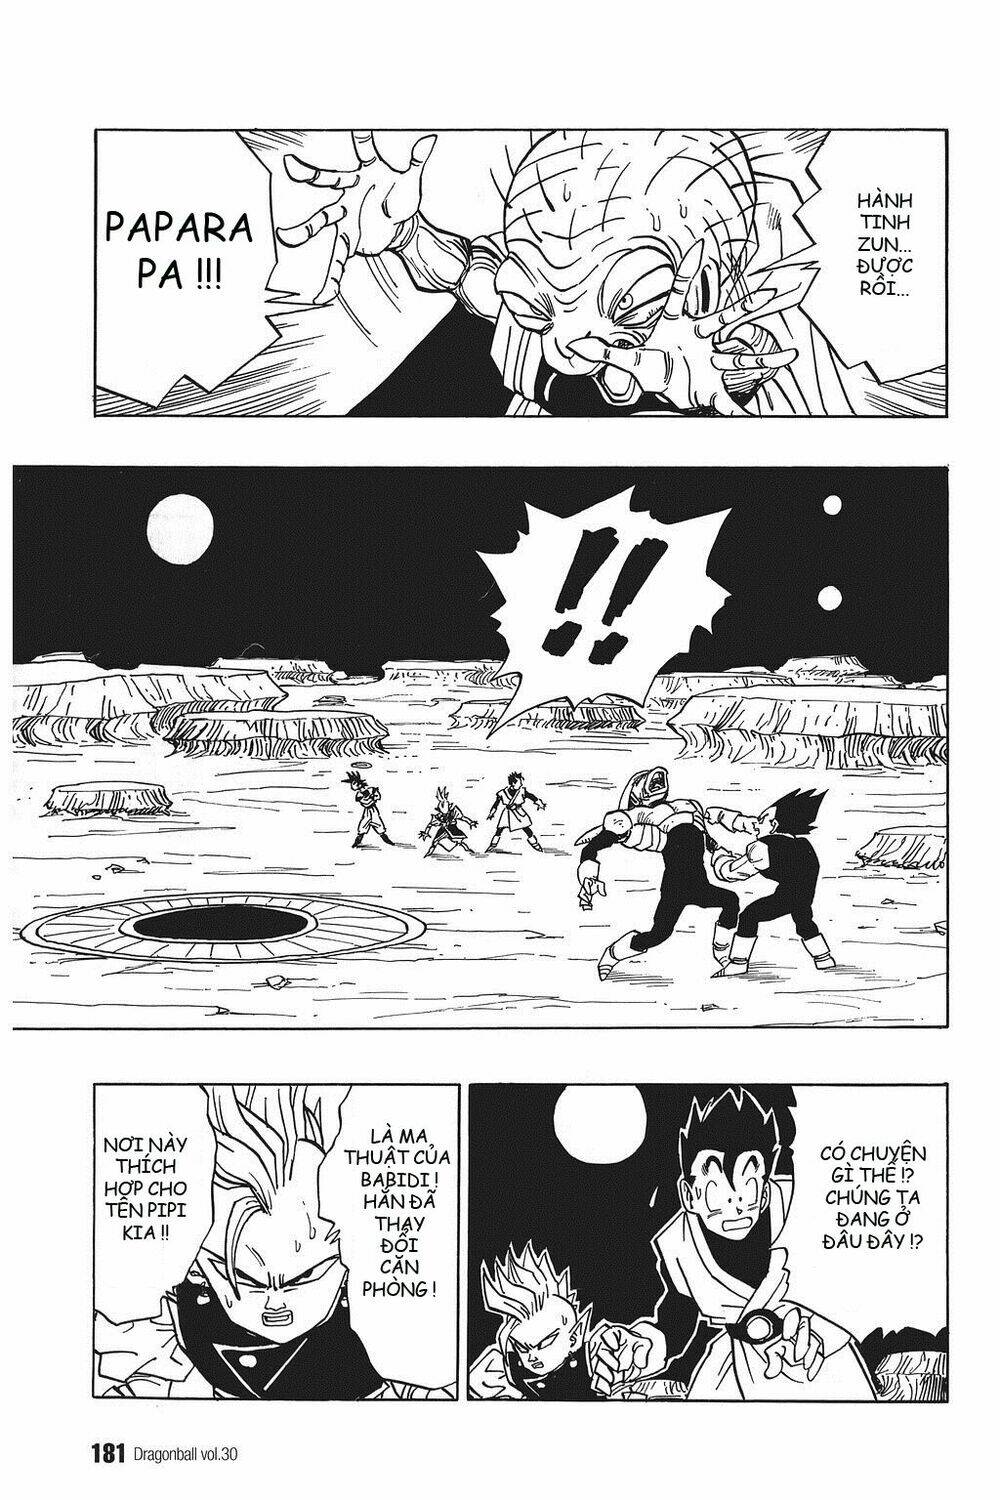 HÀNH
TINH
ZUN...
ĐƯỢC
RỒI...
PAPARA
PA !!!
!!
CÓ CHUYỆN
GÌ THẾ !?
CHÚNG TA
ĐANG Ở
ĐÂU ĐÂY !?
LÀ MA
THUẬT CỦA
BABIDI !
HẮN ĐÃ
THAY
ĐỔI
CĂN
PHÒNG !
NƠI NÀY
THÍCH
HỢP CHO
TÊN PIPI
KIA !!
181 Dragonball vol.30